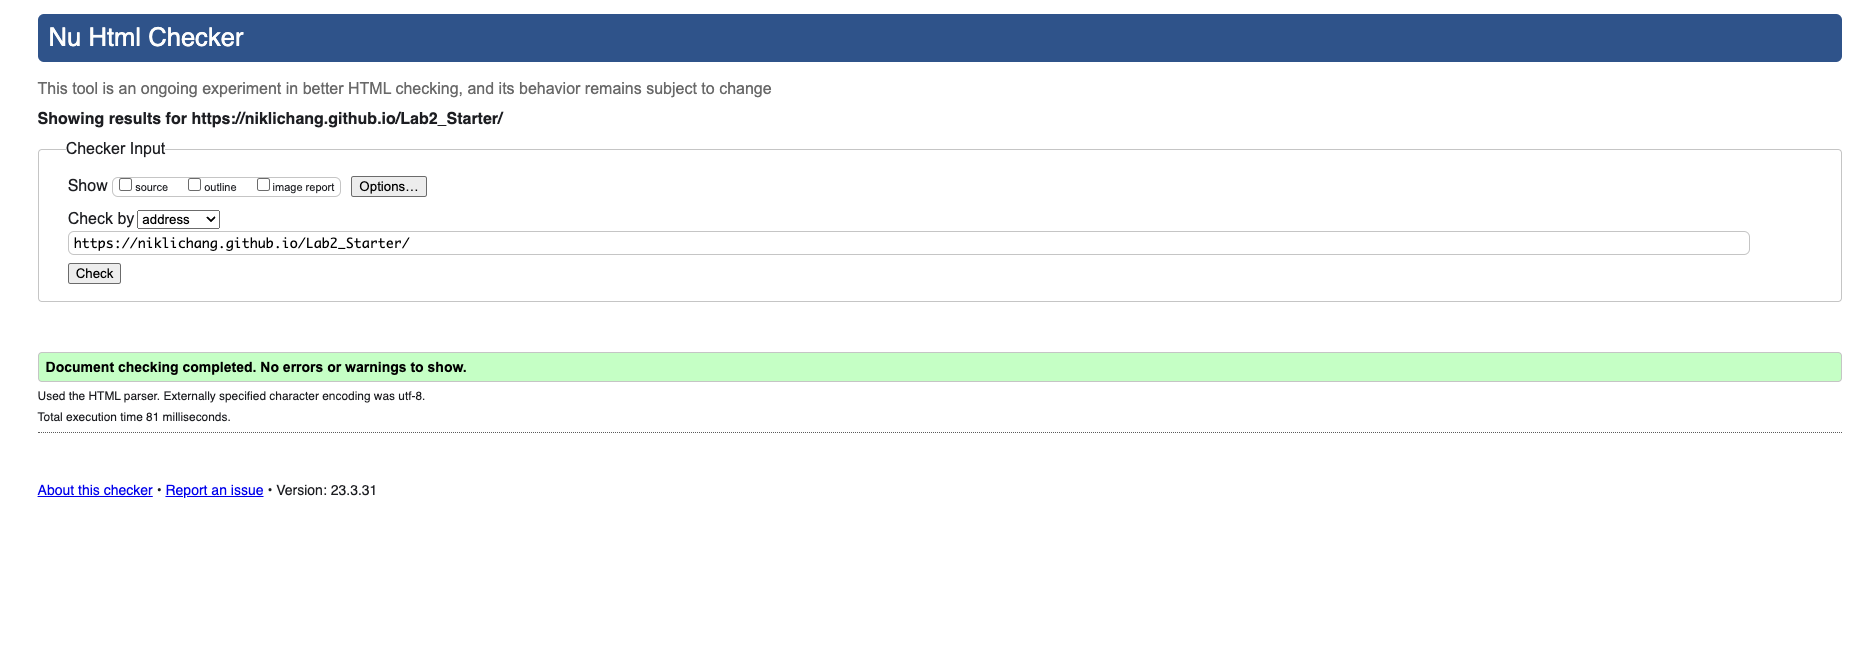 Nu Html Checker
This tool is an ongoing experiment in better HTML checking, and its behavior remains subject to change
Showing results for https://niklichang.github.io/Lab2_Starter/
Checker Input
Show source outline image report Options...
Check by address
https://niklichang.github.io/Lab2_Starter/
Check
Document checking completed. No errors or warnings to show.
Used the HTML parser. Externally specified character encoding was utf-8.
Total execution time 81 milliseconds.
About this checker • Report an issue • Version: 23.3.31